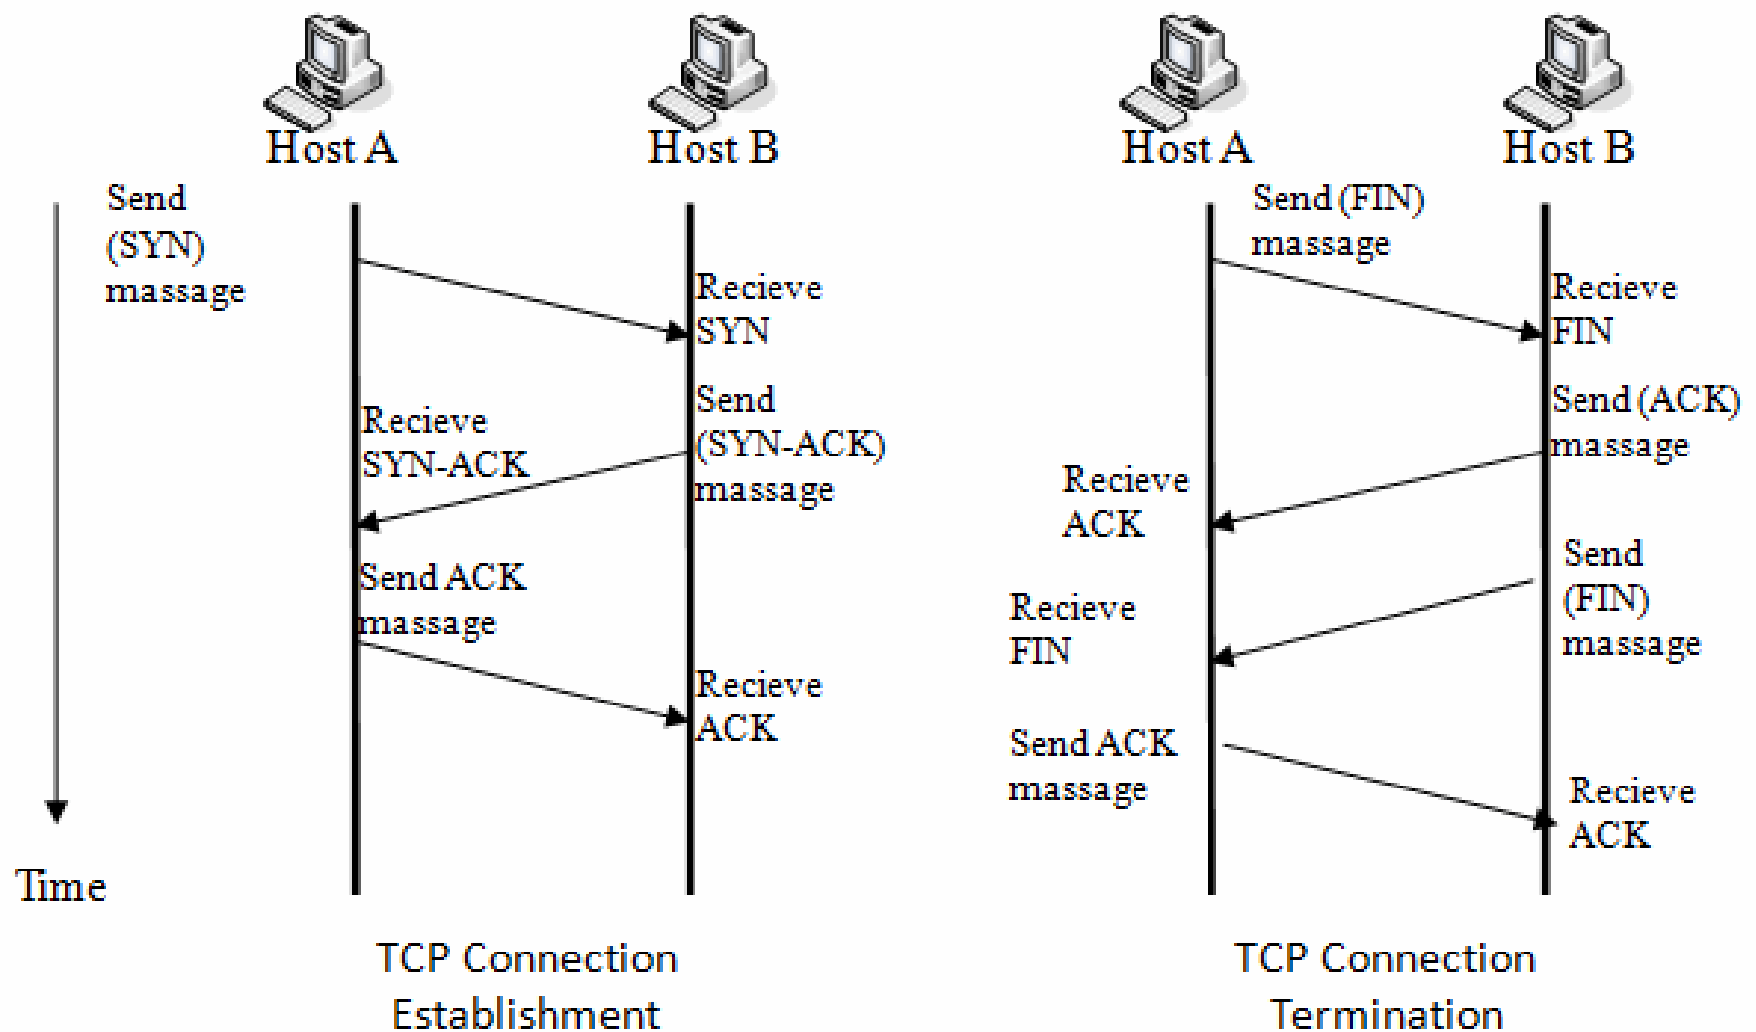 Host A
Host B
Send
(SYN)
massage
Recieve
SYN
Send
(SYN-ACK)
massage
Recieve
SYN-ACK
Send ACK
massage
Recieve
ACK
Time
TCP Connection
Establishment
Host A
Host B
Send (FIN)
massage
Recieve
FIN
Send (ACK)
massage
Recieve
ACK
Send
(FIN)
massage
Recieve
FIN
Send ACK
massage
Recieve
ACK
TCP Connection
Termination